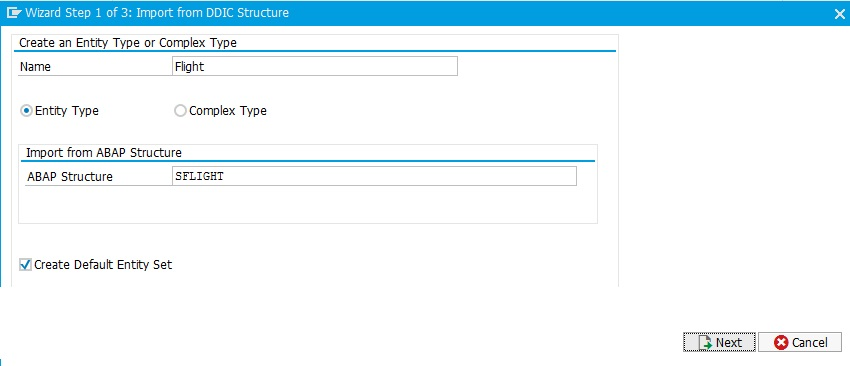 Wizard Step 1 of 3: Import from DDIC Structure
Create an Entity Type or Complex Type
Name Flight
Entity Type Complex Type
Import from ABAP Structure
ABAP Structure SFLIGHT
Create Default Entity Set
Next Cancel